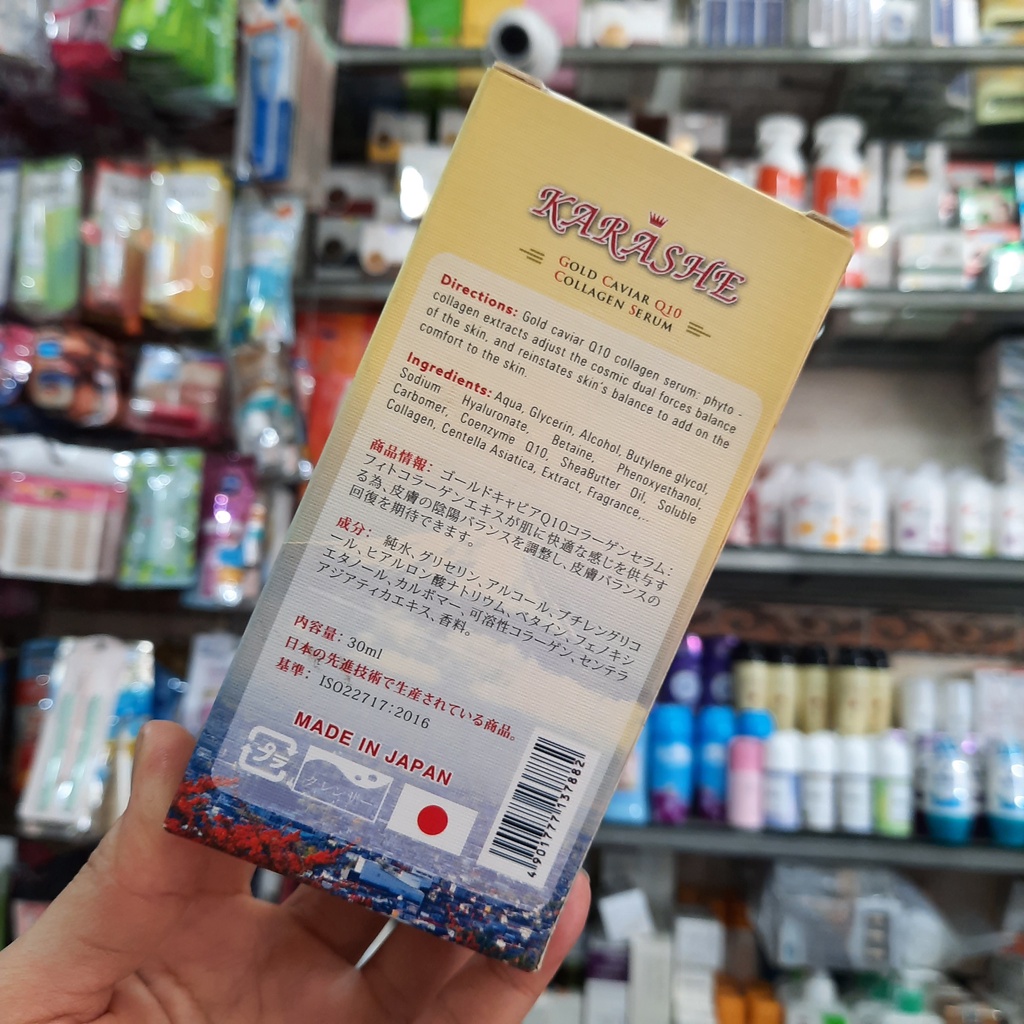 KARASHE
GOLD CAVIAR Q10
COLLAGEN SERUM
Directions: Gold caviar Q10 collagen serum: phyto -
collagen extracts adjust the cosmic dual forces balance
of the skin, and reinstates skin's balance to add on the
comfort to the skin.
Ingredients: Aqua, Glycerin, Alcohol, Butylene glycol,
Sodium Hyaluronate, Betaine, Phenoxyethanol,
Carbomer, Coenzyme Q10, SheaButter Oil, Soluble
Collagen, Centella Asiatica, Extract, Fragrance,..
商品情報: ゴールドキャビアQ10コラーゲンセラム:
フィトコラーゲンエキスが肌に快適な感じを供与す
る為、皮膚の陰陽バランスを調整し、皮膚バランスの
回復を期待できます。
成分: 純水、グリセリン、アルコール、ブチレングリコ
ール、ヒアルロン酸ナトリウム、ベタイン、フェノキシ
エタノール、カルボマー、可溶性コラーゲン、センテラ
アジアティカエキス、香料。
内容量: 30ml
日本の先進技術で生産されている商品。
基準: ISO22717:2016
MADE IN JAPAN
プラ
4901777137882